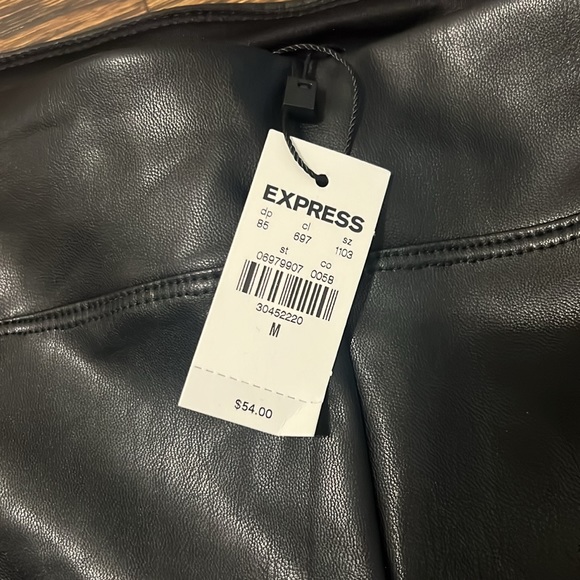 EXPRESS
dp cl sz
85 697 1103
st co
06979907 0058
30452220
M
$54.00